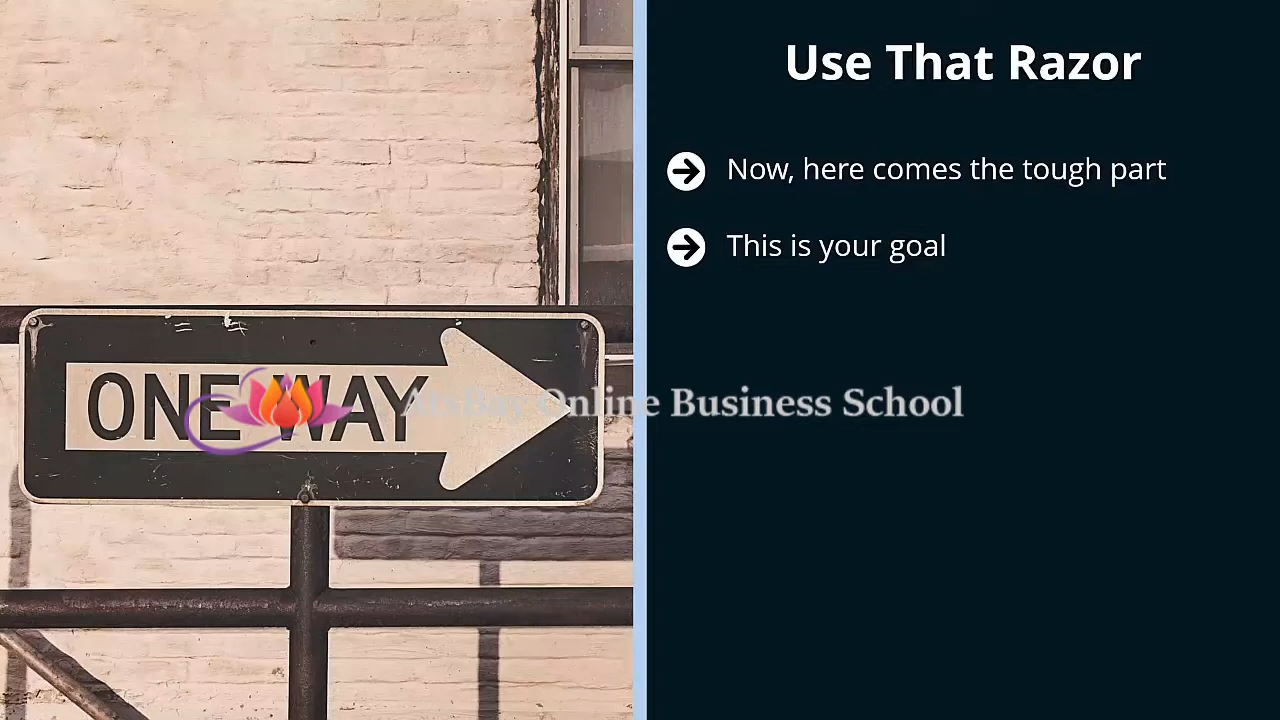 Use That Razor
Now, here comes the tough part
This is your goal
ONE WAY
Online Business School